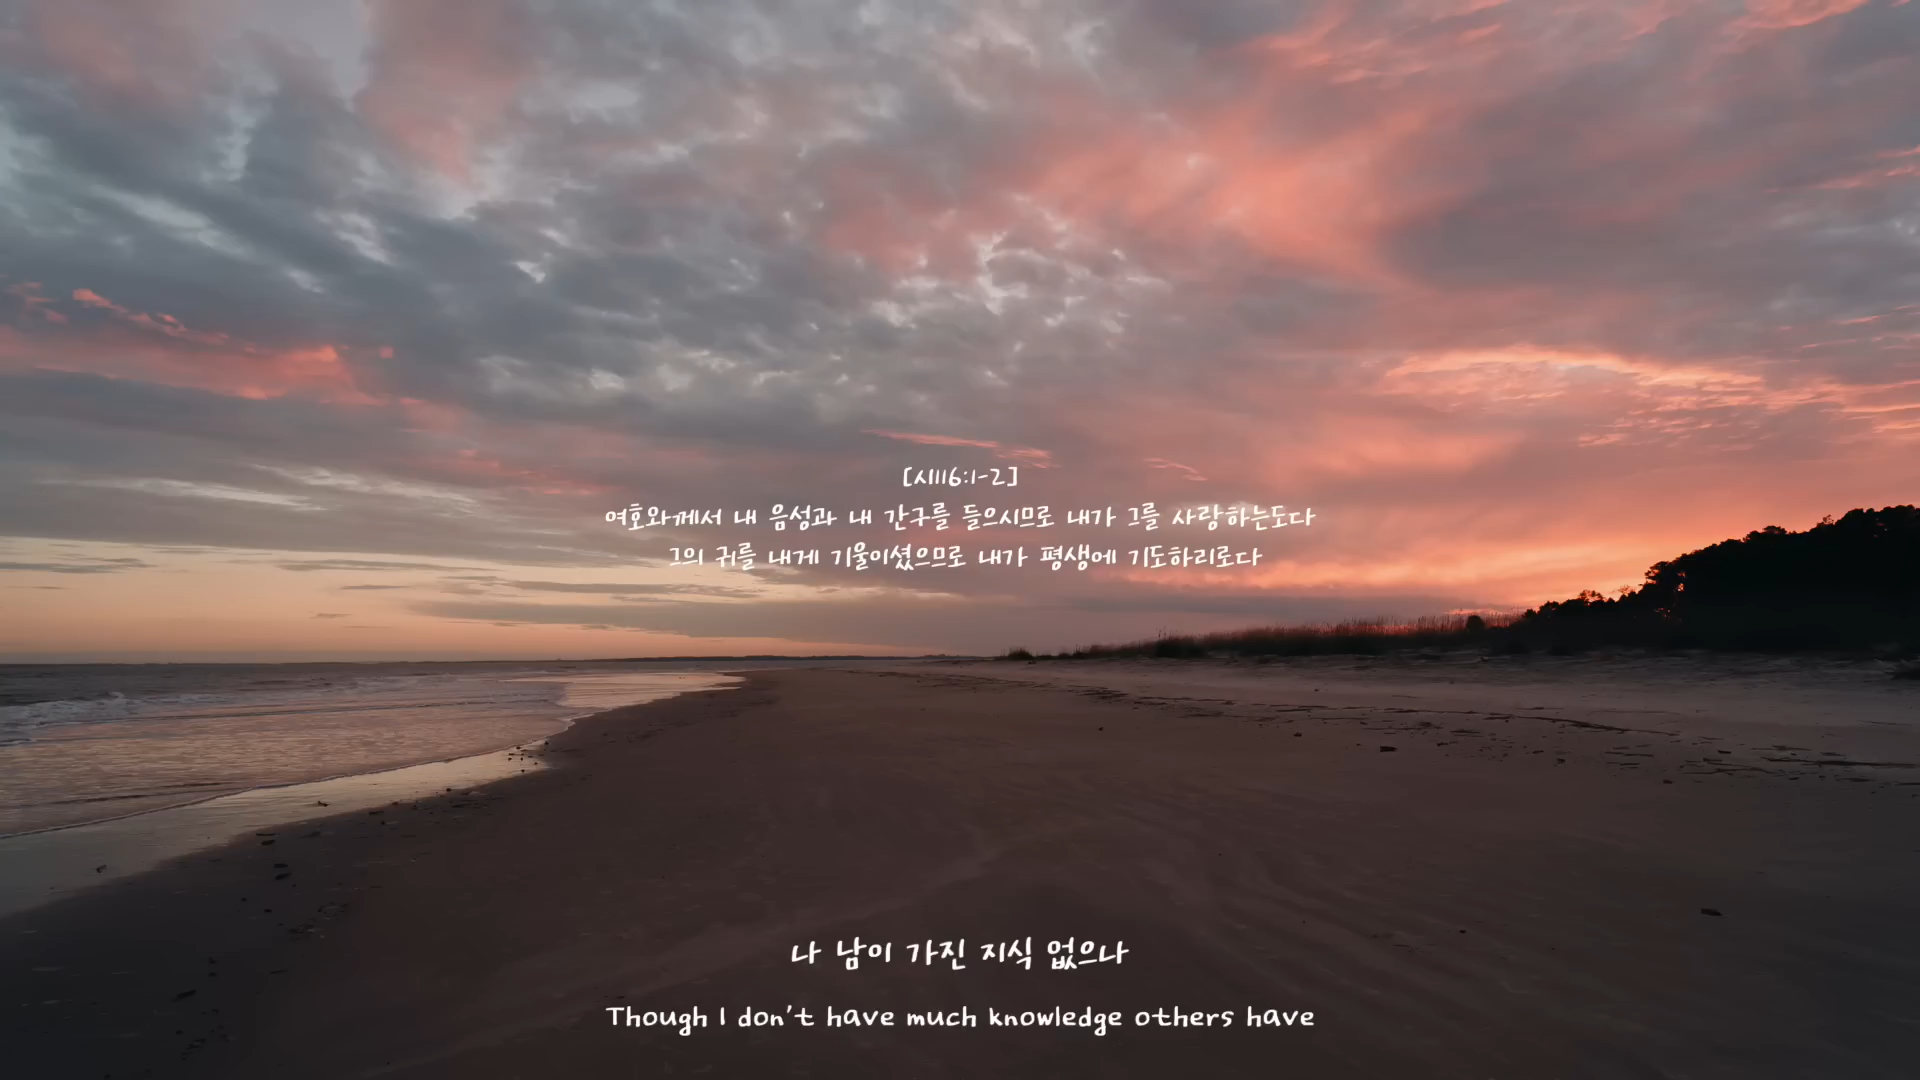 [시116:1-2]
여호와께서 내 음성과 내 간구를 들으시므로 내가 그를 사랑하는도다
그의 귀를 내게 기울이셨으므로 내가 평생에 기도하리로다
나 남이 가진 지식 없으나
Though I don't have much knowledge others have